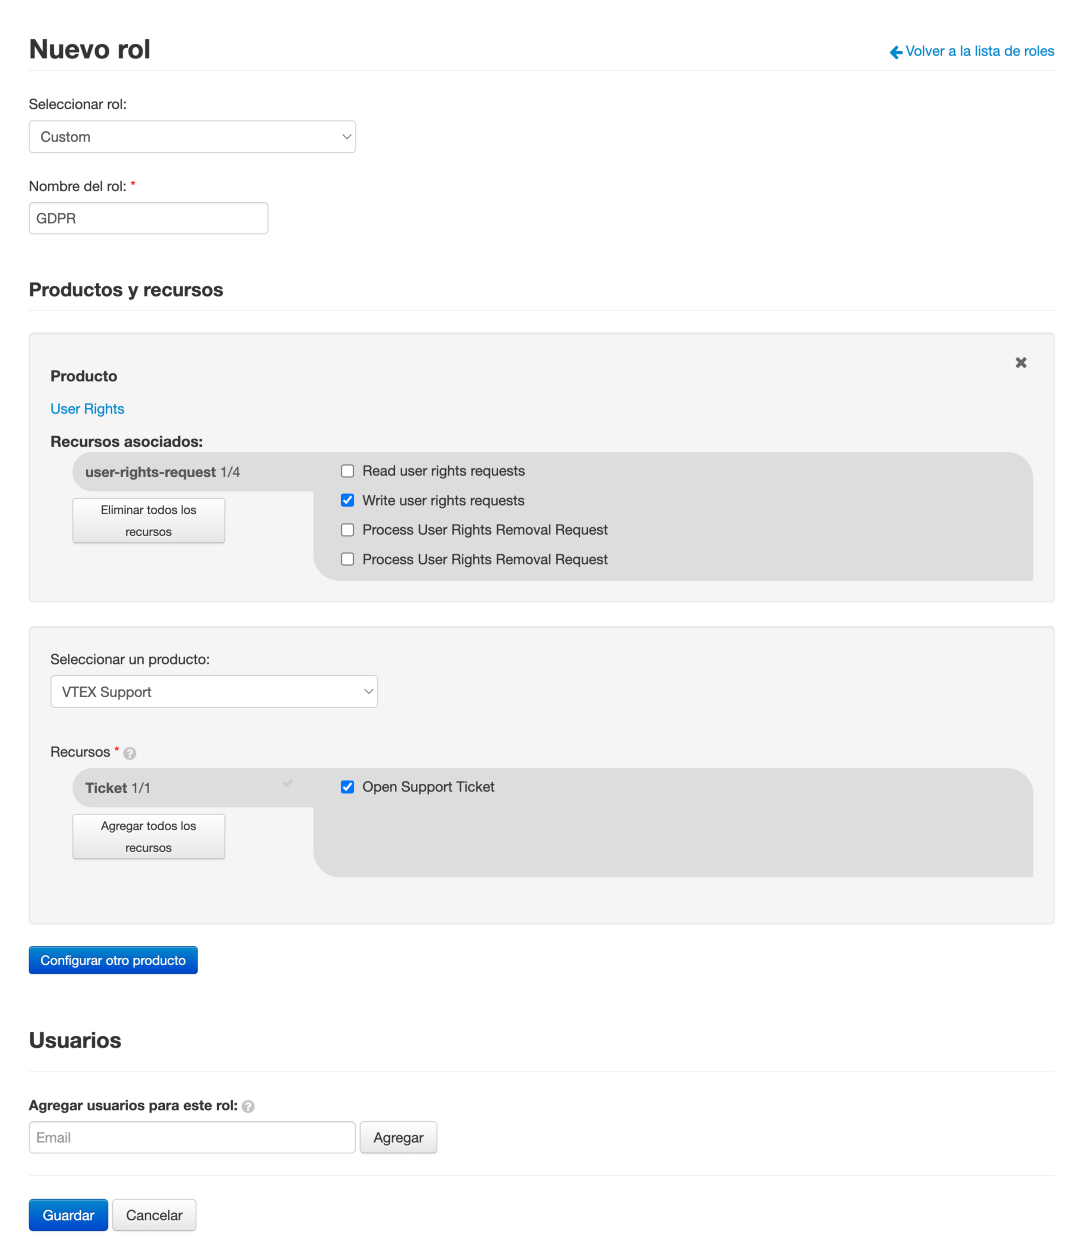 Nuevo rol
Volver a la lista de roles
Seleccionar rol:
Custom
Nombre del rol: *
GDPR
Productos y recursos
Producto
User Rights
Recursos asociados:
user-rights-request 1/4
Eliminar todos los
recursos
Read user rights requests
Write user rights requests
Process User Rights Removal Request
Process User Rights Removal Request
Seleccionar un producto:
VTEX Support
Recursos * ?
Ticket 1/1
Agregar todos los
recursos
Open Support Ticket
Configurar otro producto
Usuarios
Agregar usuarios para este rol: ?
Email
Agregar
Guardar
Cancelar